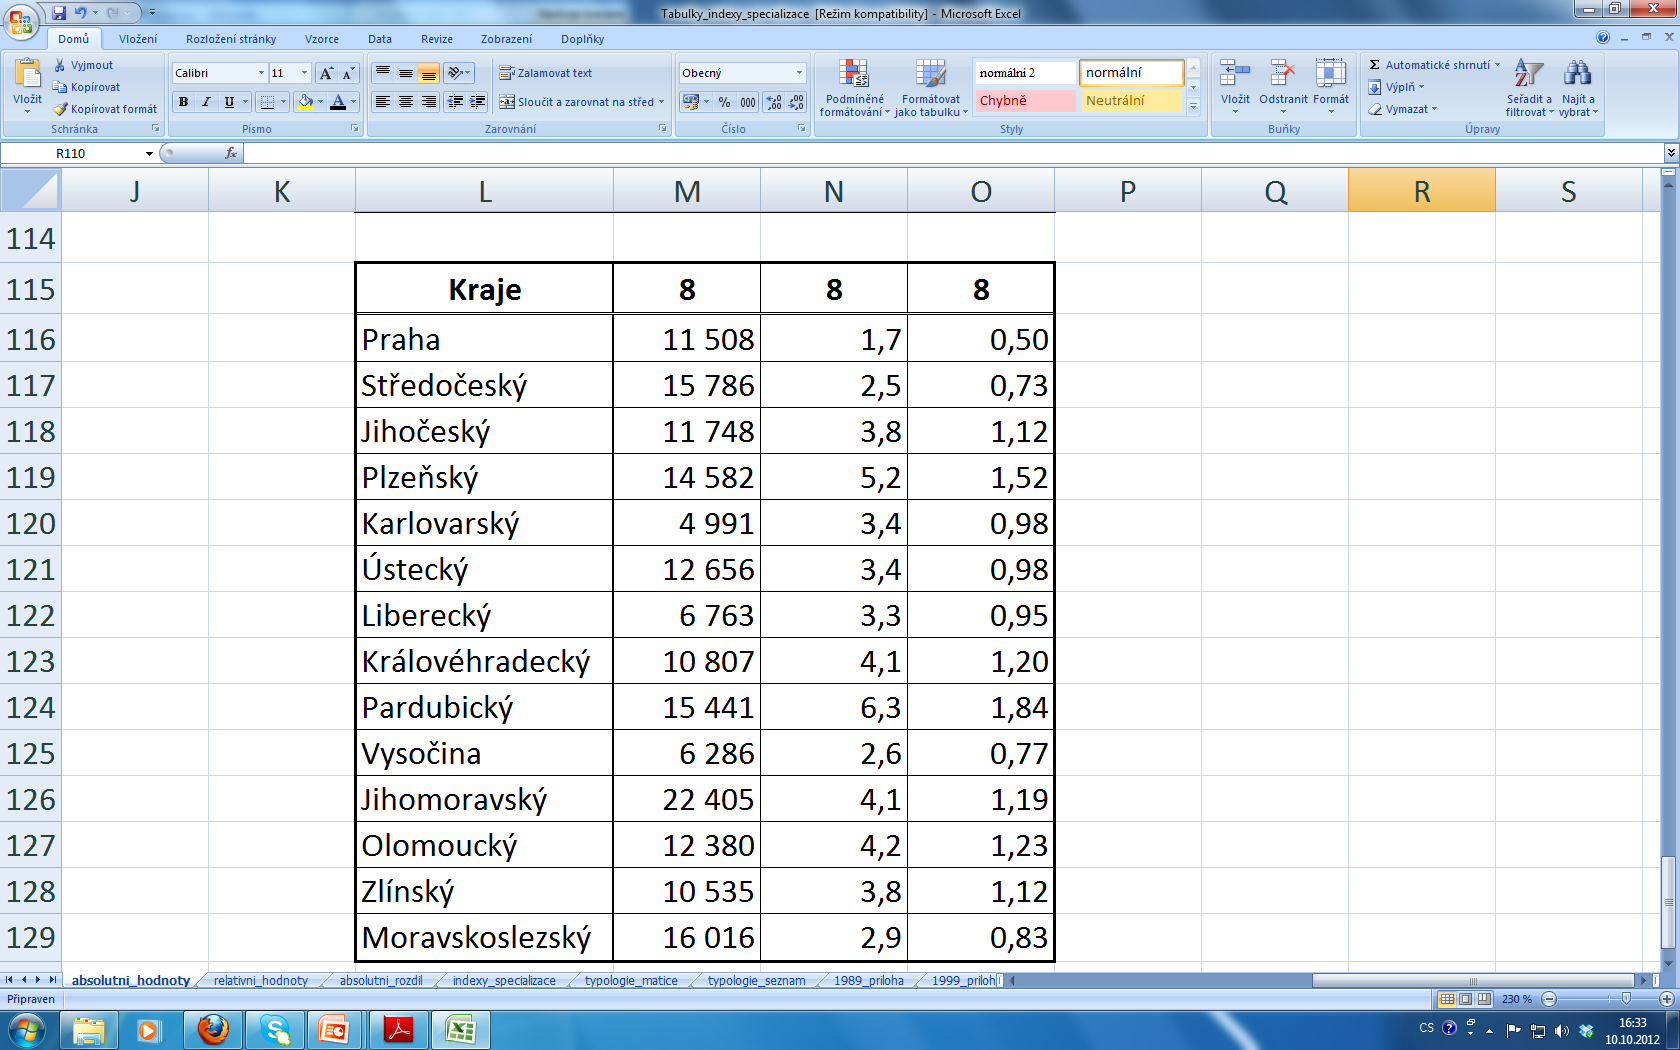 Tabulky_indexy_specializace [Režim kompatibility] - Microsoft Excel
Domů Vložení Rozložení stránky Vzorce Data Revize Zobrazení Doplňky
Vložit
Vyjmout
Kopírovat
Kopírovat formát
Schránka
Calibri 11
B I U
Písmo
Zalamovat text
Sloučit a zarovnat na střed
Zarovnání
Obecný
% 000
Číslo
Podmíněné formátování
Formátovat jako tabulku
normální 2 normální
Chybně Neutrální
Styly
Vložit Odstranit Formát
Buňky
Σ Automatické shrnutí
Výplň
Vymazat
Seřadit a filtrovat
Najít a vybrat
Úpravy
R110 fx
J K L M N O P Q R S
114
115 Kraje 8 8 8
116 Praha 11 508 1,7 0,50
117 Středočeský 15 786 2,5 0,73
118 Jihočeský 11 748 3,8 1,12
119 Plzeňský 14 582 5,2 1,52
120 Karlovarský 4 991 3,4 0,98
121 Ústecký 12 656 3,4 0,98
122 Liberecký 6 763 3,3 0,95
123 Královéhradecký 10 807 4,1 1,20
124 Pardubický 15 441 6,3 1,84
125 Vysočina 6 286 2,6 0,77
126 Jihomoravský 22 405 4,1 1,19
127 Olomoucký 12 380 4,2 1,23
128 Zlínský 10 535 3,8 1,12
129 Moravskoslezský 16 016 2,9 0,83
absolutni_hodnoty relativni_hodnoty absolutni_rozdil indexy_specializace typologie_matice typologie_seznam 1989_priloha 1999_priloh
Připraven 230 %
CS 16:33
10.10.2012